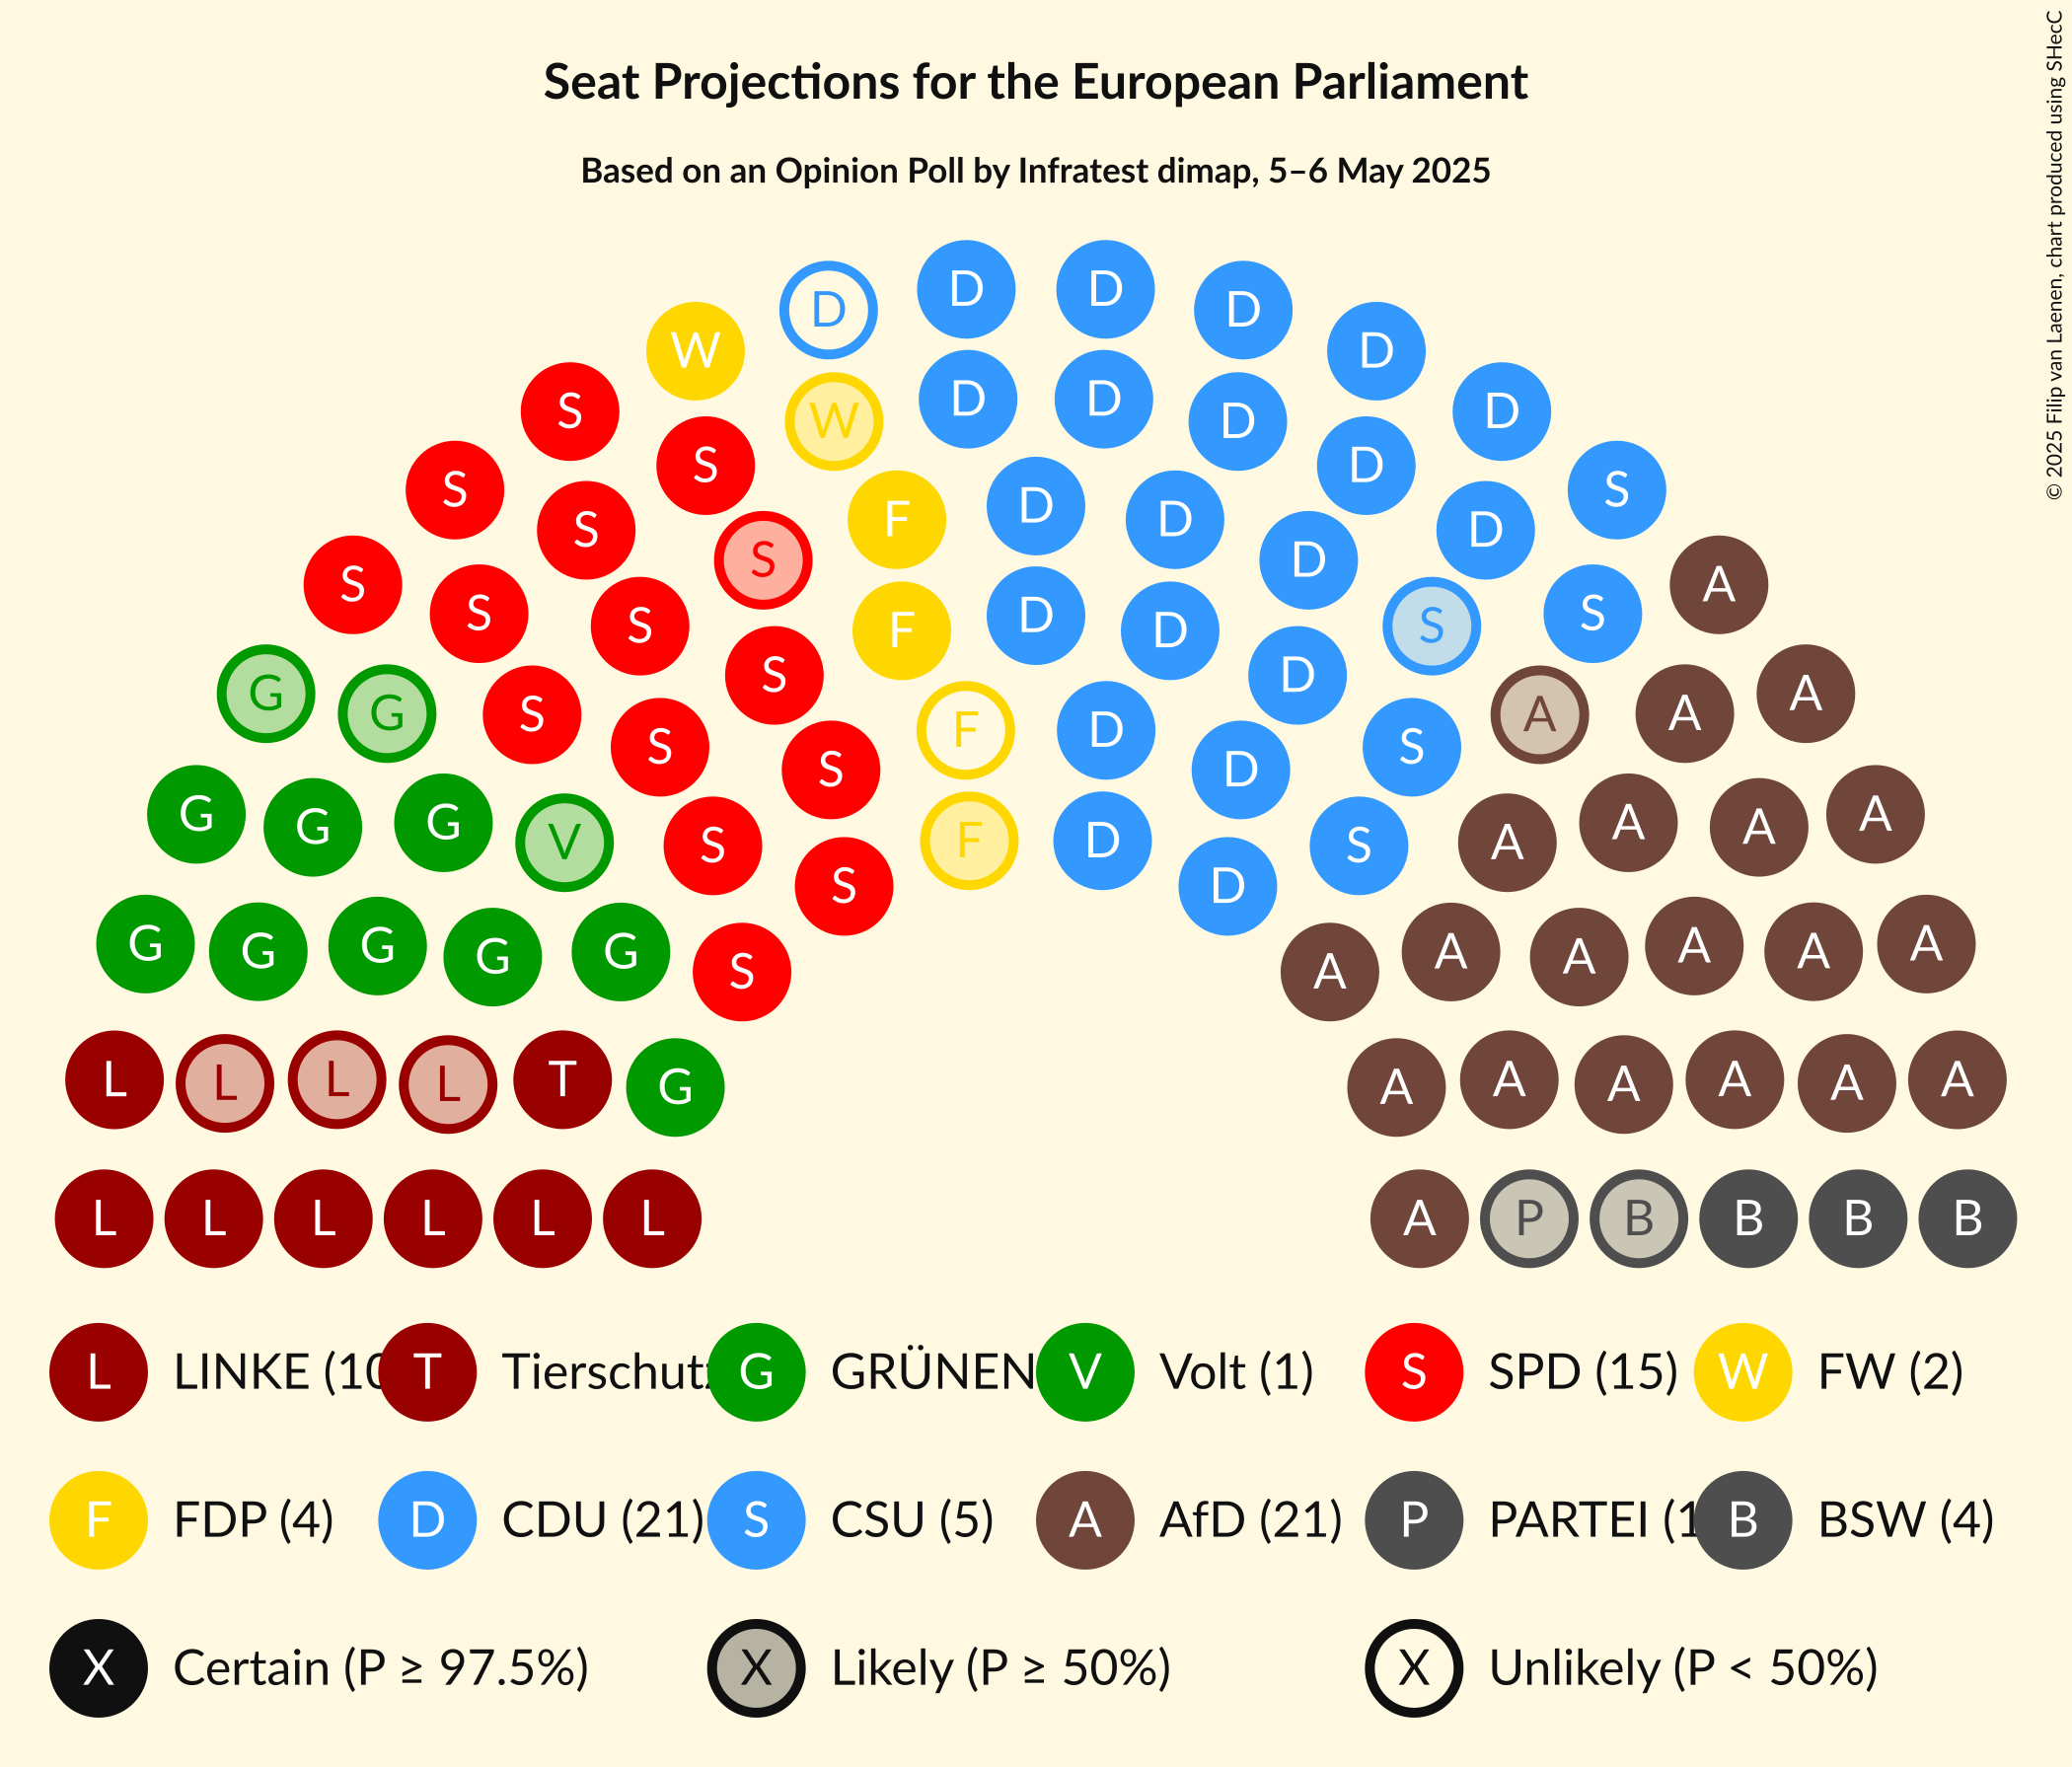 Seat Projections for the European Parliament
Based on an Opinion Poll by Infratest dimap, 5–6 May 2025
© 2025 Filip van Laenen, chart produced using SHecC
D D D D
W D
S W D D D D D
S S F D D D S
S S S D S
S S S F D D D S A
G G S S S F D D S A A A
G G G V S S F D D S A A A A
G G G G G S A A A A A A
L L L L T G A A A A A A
L L L L L L A P B B B B
L LINKE (10 T Tierschutz G GRÜNEN V Volt (1) S SPD (15) W FW (2)
F FDP (4) D CDU (21) S CSU (5) A AfD (21) P PARTEI (1 B BSW (4)
X Certain (P ≥ 97.5%) X Likely (P ≥ 50%) X Unlikely (P < 50%)